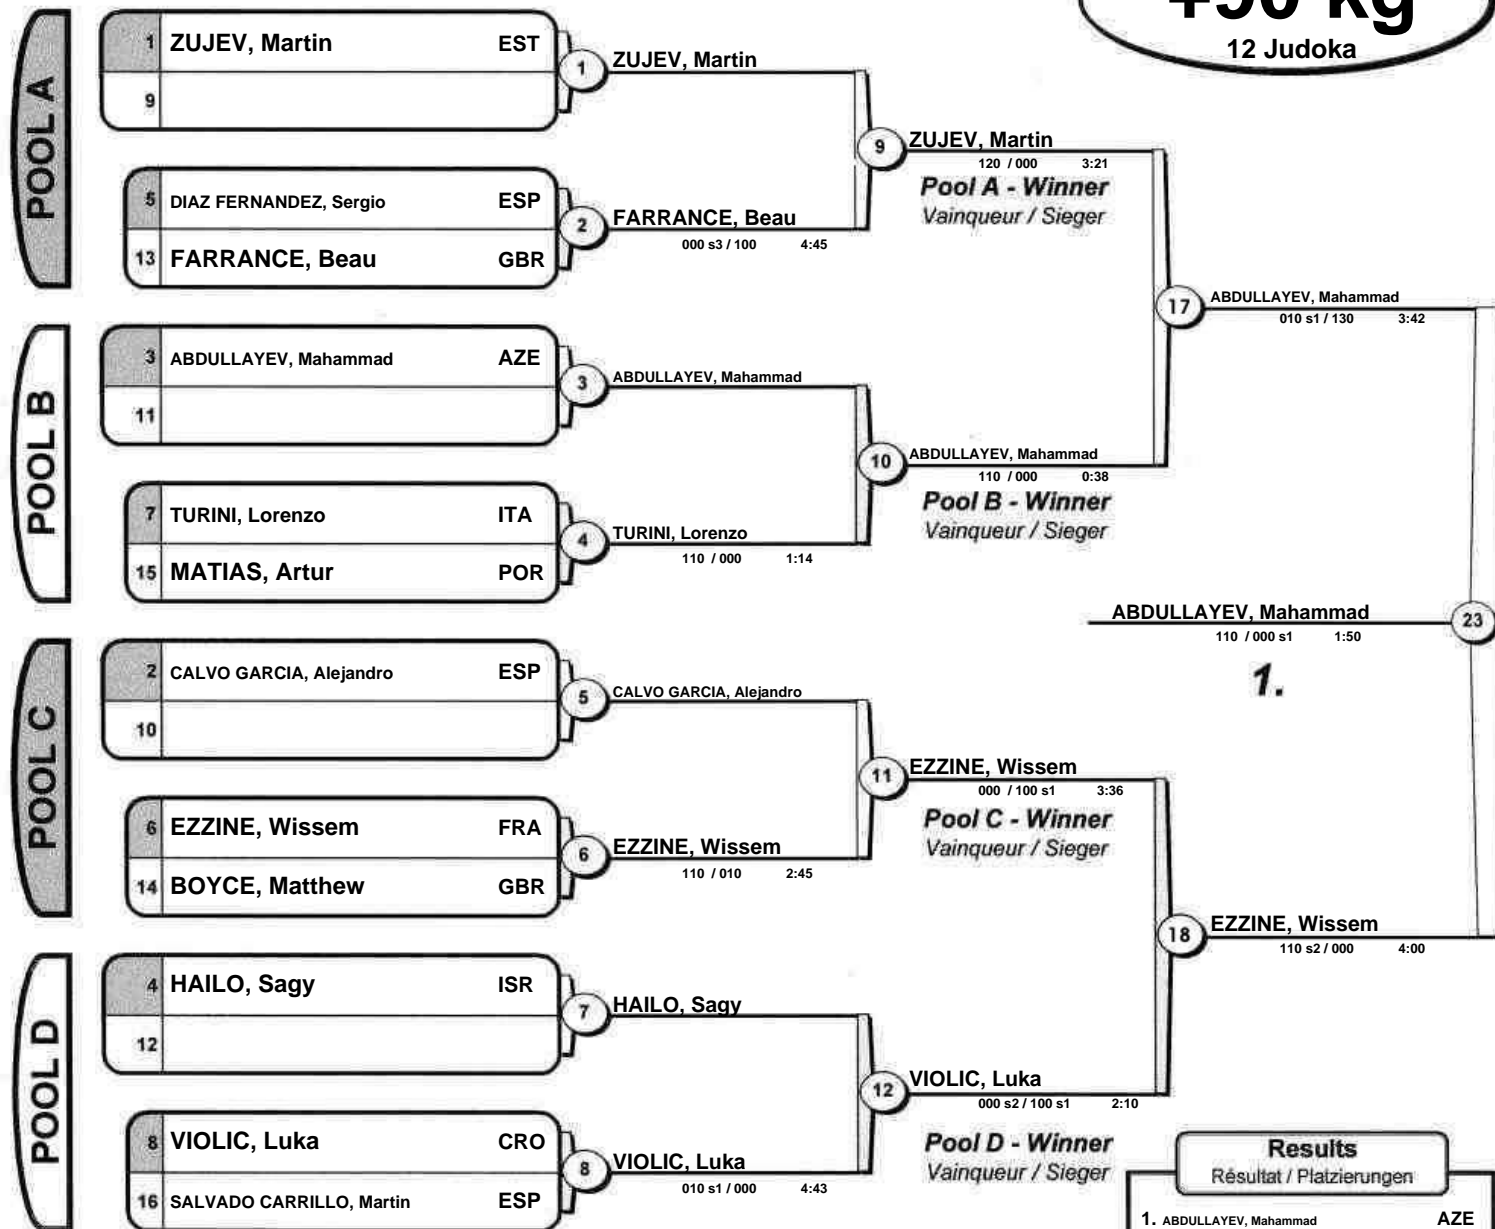 +90 kg
12 Judoka
POOL A
1 ZUJEV, Martin EST
9
1 ZUJEV, Martin
5 DIAZ FERNANDEZ, Sergio ESP
13 FARRANCE, Beau GBR
2 FARRANCE, Beau
000 s3 / 100 4:45
9 ZUJEV, Martin
120 / 000 3:21
Pool A - Winner
Vainqueur / Sieger
POOL B
3 ABDULLAYEV, Mahammad AZE
11
3 ABDULLAYEV, Mahammad
7 TURINI, Lorenzo ITA
15 MATIAS, Artur POR
4 TURINI, Lorenzo
110 / 000 1:14
10 ABDULLAYEV, Mahammad
110 / 000 0:38
Pool B - Winner
Vainqueur / Sieger
17 ABDULLAYEV, Mahammad
010 s1 / 130 3:42
ABDULLAYEV, Mahammad 23
110 / 000 s1 1:50
1.
POOL C
2 CALVO GARCIA, Alejandro ESP
10
5 CALVO GARCIA, Alejandro
6 EZZINE, Wissem FRA
14 BOYCE, Matthew GBR
6 EZZINE, Wissem
110 / 010 2:45
11 EZZINE, Wissem
000 / 100 s1 3:36
Pool C - Winner
Vainqueur / Sieger
POOL D
4 HAILO, Sagy ISR
12
7 HAILO, Sagy
8 VIOLIC, Luka CRO
16 SALVADO CARRILLO, Martin ESP
8 VIOLIC, Luka
010 s1 / 000 4:43
12 VIOLIC, Luka
000 s2 / 100 s1 2:10
Pool D - Winner
Vainqueur / Sieger
18 EZZINE, Wissem
110 s2 / 000 4:00
Results
Résultat / Platzierungen
1. ABDULLAYEV, Mahammad AZE